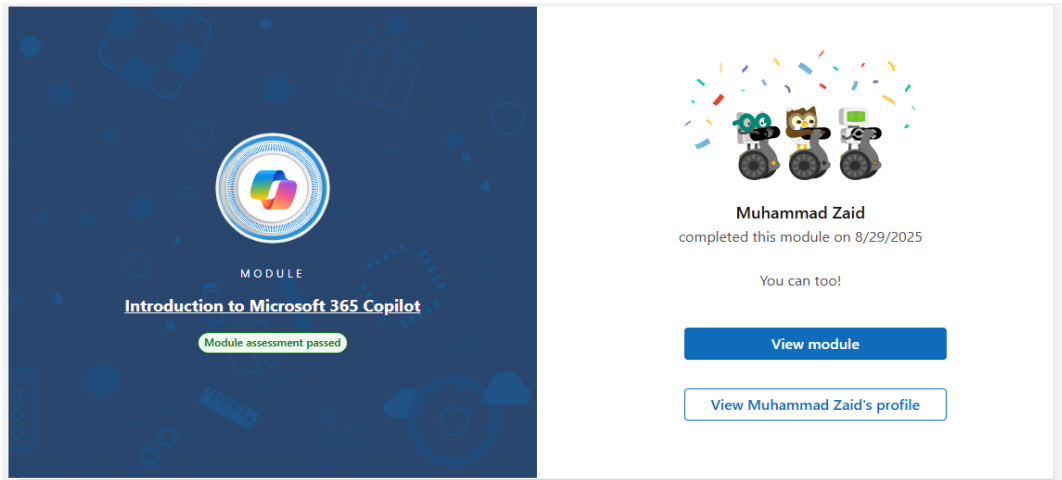 MODULE
Introduction to Microsoft 365 Copilot
Module assessment passed
Muhammad Zaid
completed this module on 8/29/2025
You can too!
View module
View Muhammad Zaid's profile